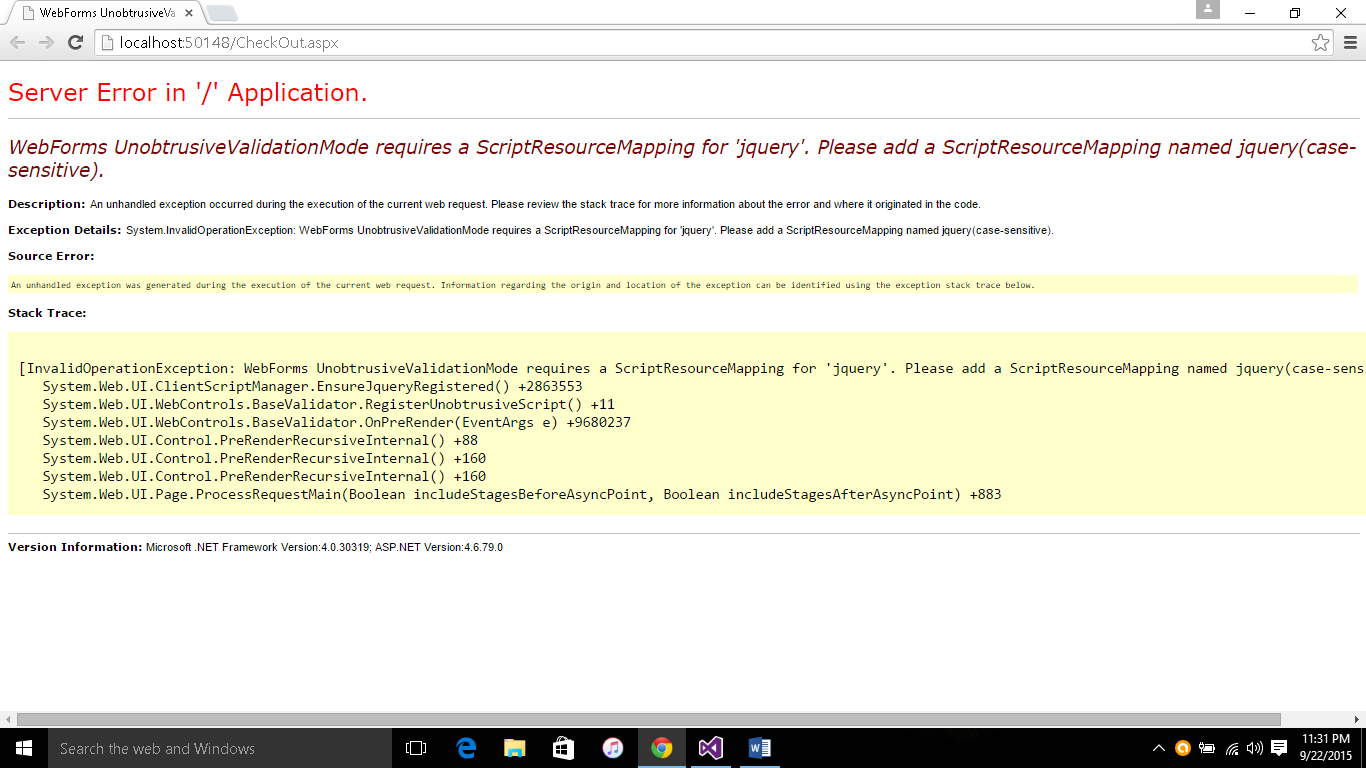 WebForms UnobtrusiveVa
localhost:50148/CheckOut.aspx
Server Error in '/' Application.
WebForms UnobtrusiveValidationMode requires a ScriptResourceMapping for 'jquery'. Please add a ScriptResourceMapping named jquery(case-
sensitive).
Description: An unhandled exception occurred during the execution of the current web request. Please review the stack trace for more information about the error and where it originated in the code.
Exception Details: System.InvalidOperationException: WebForms UnobtrusiveValidationMode requires a ScriptResourceMapping for 'jquery'. Please add a ScriptResourceMapping named jquery(case-sensitive).
Source Error:
An unhandled exception was generated during the execution of the current web request. Information regarding the origin and location of the exception can be identified using the exception stack trace below.
Stack Trace:
[InvalidOperationException: WebForms UnobtrusiveValidationMode requires a ScriptResourceMapping for 'jquery'. Please add a ScriptResourceMapping named jquery(case-sens
System.Web.UI.ClientScriptManager.EnsureJqueryRegistered() +2863553
System.Web.UI.WebControls.BaseValidator.RegisterUnobtrusiveScript() +11
System.Web.UI.WebControls.BaseValidator.OnPreRender(EventArgs e) +9680237
System.Web.UI.Control.PreRenderRecursiveInternal() +88
System.Web.UI.Control.PreRenderRecursiveInternal() +160
System.Web.UI.Control.PreRenderRecursiveInternal() +160
System.Web.UI.Page.ProcessRequestMain(Boolean includeStagesBeforeAsyncPoint, Boolean includeStagesAfterAsyncPoint) +883
Version Information: Microsoft .NET Framework Version:4.0.30319; ASP.NET Version:4.6.79.0
Search the web and Windows
11:31 PM
9/22/2015